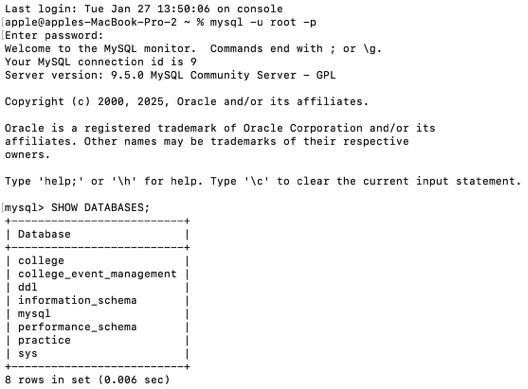 Last login: Tue Jan 27 13:50:06 on console
[apple@apples-MacBook-Pro-2 ~ % mysql -u root -p
[Enter password:
Welcome to the MySQL monitor.  Commands end with ; or \g.
Your MySQL connection id is 9
Server version: 9.5.0 MySQL Community Server - GPL

Copyright (c) 2000, 2025, Oracle and/or its affiliates.

Oracle is a registered trademark of Oracle Corporation and/or its
affiliates. Other names may be trademarks of their respective
owners.

Type 'help;' or '\h' for help. Type '\c' to clear the current input statement.

[mysql> SHOW DATABASES;
+--------------------------+
| Database                 |
+--------------------------+
| college                  |
| college_event_management |
| ddl                      |
| information_schema       |
| mysql                    |
| performance_schema       |
| practice                 |
| sys                      |
+--------------------------+
8 rows in set (0.006 sec)